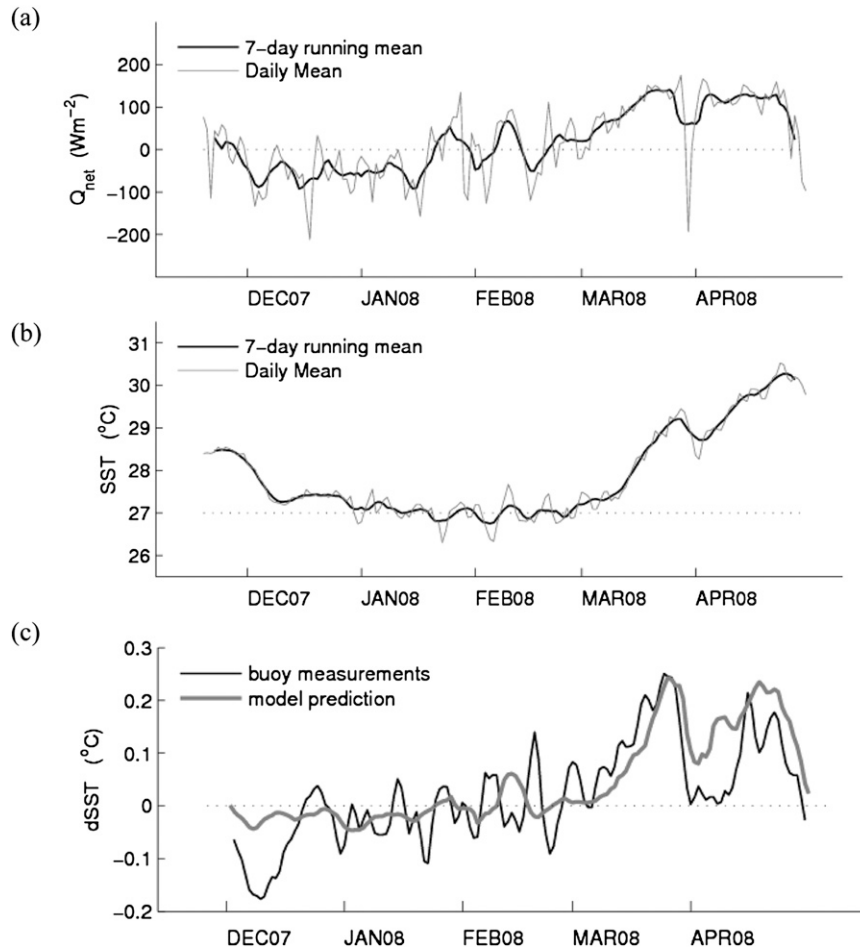 (a)
7-day running mean
Daily Mean
200
100
0
-100
-200
Qnet (Wm-2)
DEC07 JAN08 FEB08 MAR08 APR08
(b)
7-day running mean
Daily Mean
31
30
29
28
27
26
SST (°C)
DEC07 JAN08 FEB08 MAR08 APR08
(c)
buoy measurements
model prediction
0.3
0.2
0.1
0
-0.1
-0.2
dSST (°C)
DEC07 JAN08 FEB08 MAR08 APR08